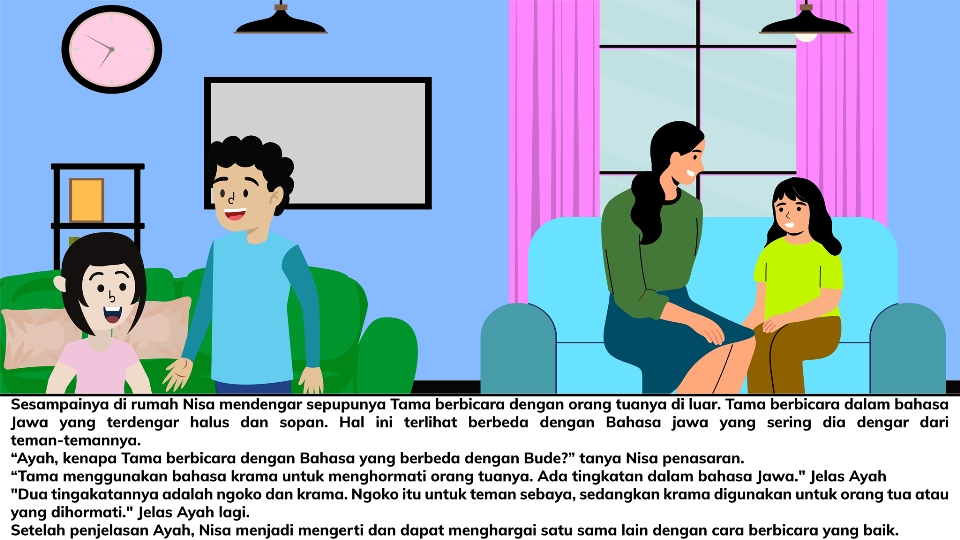 Sesampainya di rumah Nisa mendengar sepupunya Tama berbicara dengan orang tuanya di luar. Tama berbicara dalam bahasa
Jawa yang terdengar halus dan sopan. Hal ini terlihat berbeda dengan Bahasa jawa yang sering dia dengar dari
teman-temannya.
“Ayah, kenapa Tama berbicara dengan Bahasa yang berbeda dengan Bude?” tanya Nisa penasaran.
“Tama menggunakan bahasa krama untuk menghormati orang tuanya. Ada tingkatan dalam bahasa Jawa." Jelas Ayah
"Dua tingakatannya adalah ngoko dan krama. Ngoko itu untuk teman sebaya, sedangkan krama digunakan untuk orang tua atau
yang dihormati." Jelas Ayah lagi.
Setelah penjelasan Ayah, Nisa menjadi mengerti dan dapat menghargai satu sama lain dengan cara berbicara yang baik.